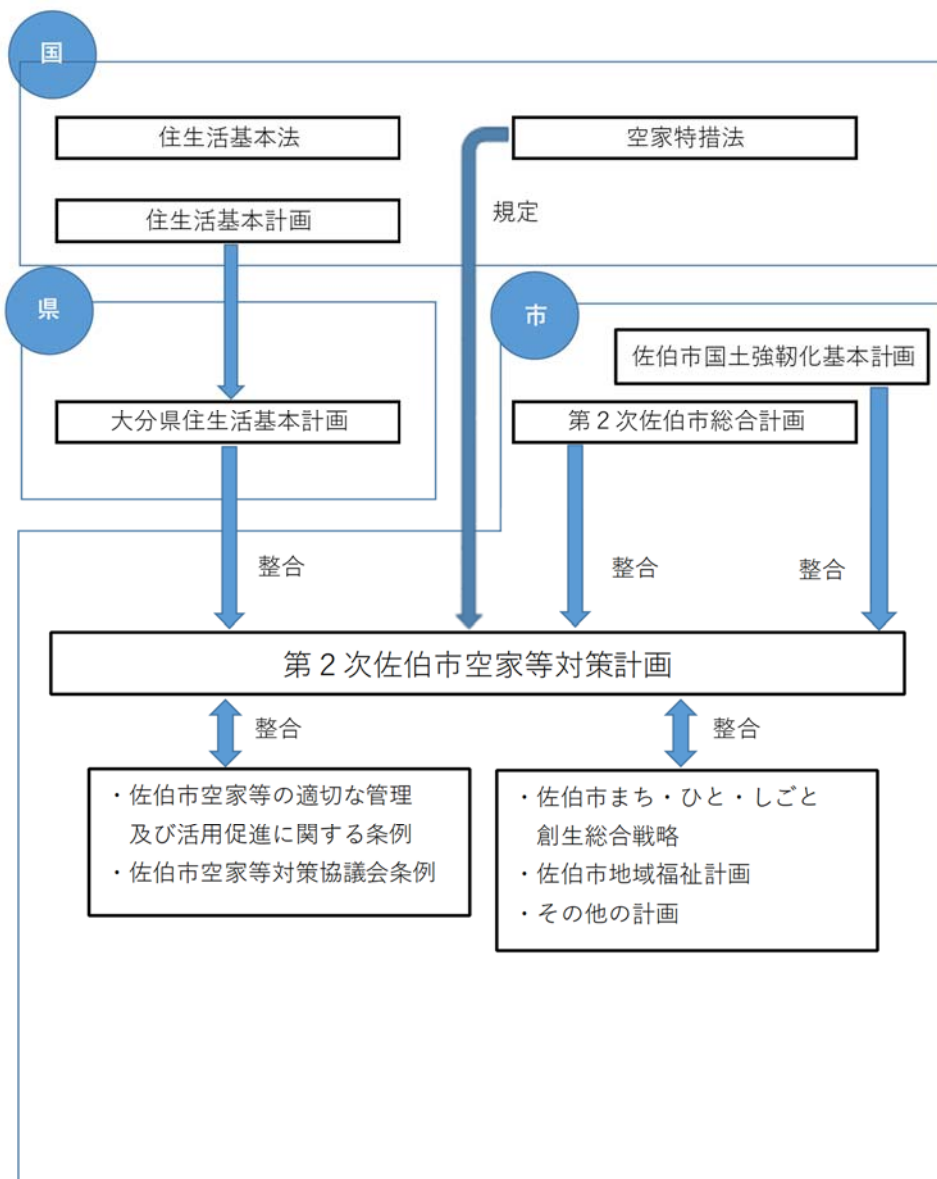 国
住生活基本法
空家特措法
住生活基本計画
規定
県
市
佐伯市国土強靭化基本計画
大分県住生活基本計画
第２次佐伯市総合計画
整合
整合
整合
第２次佐伯市空家等対策計画
整合
整合
・佐伯市空家等の適切な管理
及び活用促進に関する条例
・佐伯市空家等対策協議会条例
・佐伯市まち・ひと・しごと
創生総合戦略
・佐伯市地域福祉計画
・その他の計画